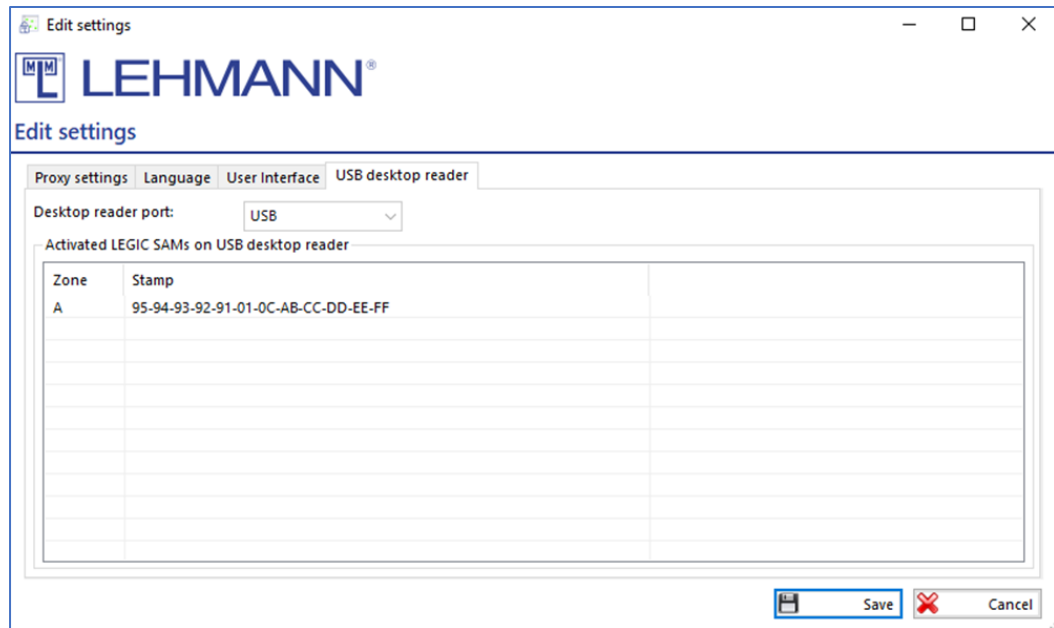 Edit settings
MLM LEHMANN®
Edit settings
Proxy settings Language User Interface USB desktop reader
Desktop reader port: USB
Activated LEGIC SAMs on USB desktop reader
Zone Stamp
A 95-94-93-92-91-01-0C-AB-CC-DD-EE-FF
Save Cancel